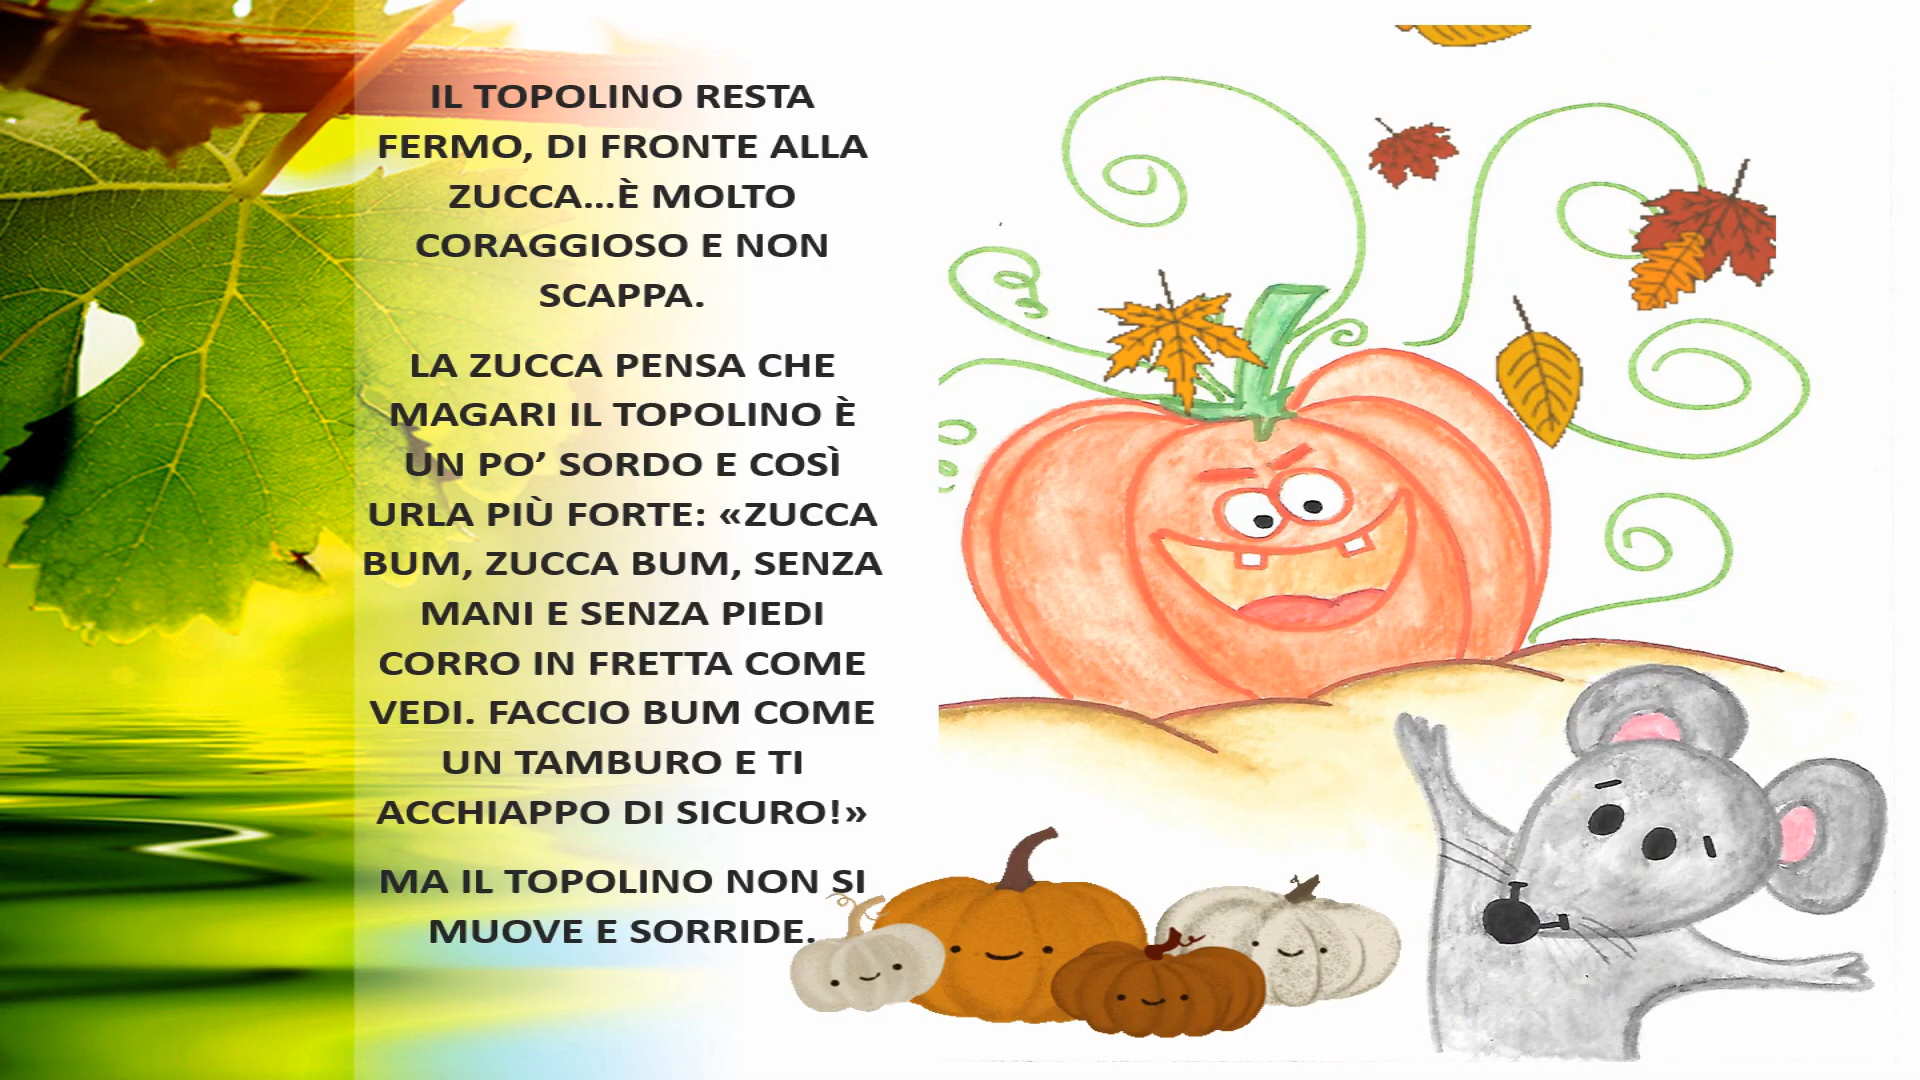 IL TOPOLINO RESTA
FERMO, DI FRONTE ALLA
ZUCCA...È MOLTO
CORAGGIOSO E NON
SCAPPA.
LA ZUCCA PENSA CHE
MAGARI IL TOPOLINO È
UN PO’ SORDO E COSÌ
URLA PIÙ FORTE: «ZUCCA
BUM, ZUCCA BUM, SENZA
MANI E SENZA PIEDI
CORRO IN FRETTA COME
VEDI. FACCIO BUM COME
UN TAMBURO E TI
ACCHIAPPO DI SICURO!»
MA IL TOPOLINO NON SI
MUOVE E SORRIDE.